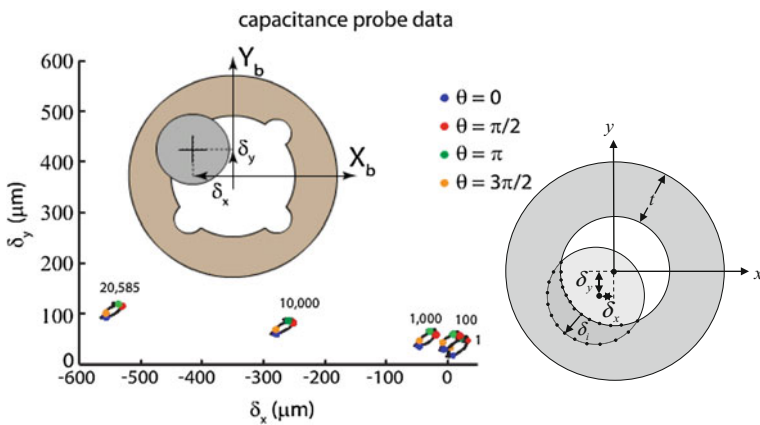 capacitance probe data
600
500
400
300
200
100
0
δy (μm)
-600
-500
-400
-300
-200
-100
0
δx (μm)
Yb
Xb
δy
δx
θ = 0
θ = π/2
θ = π
θ = 3π/2
20,585
10,000
1,000
100
1
y
x
t
δy
δx
δi